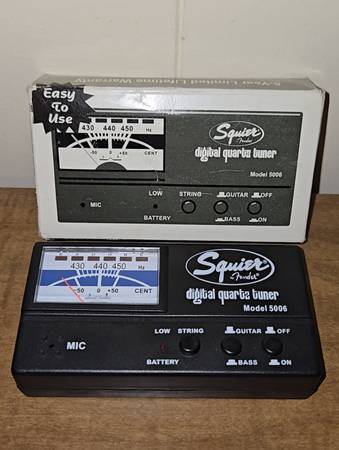 5-Year Limited Lifetime Warranty
Easy
To
Use
430 440 450 Hz
-50 0 +50 CENT
Squier
by Fender
digital quartz tuner
Model 5006
LOW STRING GUITAR OFF
MIC
BATTERY BASS ON
430 440 450 Hz
-50 0 +50 CENT
Squier
by Fender
digital quartz tuner
Model 5006
LOW STRING GUITAR OFF
MIC
BATTERY BASS ON